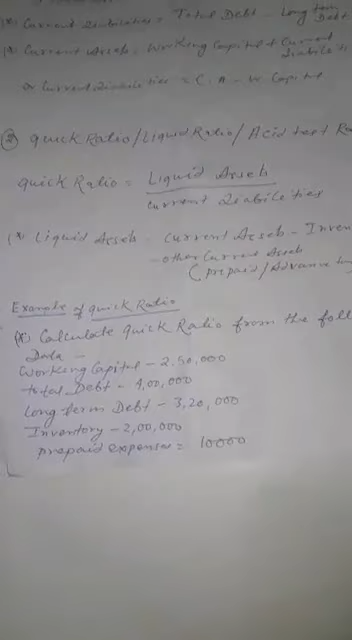 (*) Current Liabilities = Total Debt - Long term Debt
(*) Current Assets = Working Capital + Current Liabilitie
or Current Liabilities = C.A - W. Capital
② Quick Ratio/Liquid Ratio/Acid test Ra
Quick Ratio = Liquid Assets
Current Liabilities
(*) Liquid Assets - Current Assets - Inven
- other Current Assets
(prepaid/Advance
Example of Quick Ratio
(*) Calculate Quick Ratio from the foll
Data -
Working Capital - 2,90,000
Total Debt - 4,00,000
Long term Debt - 3,20,000
Inventory - 2,00,000
prepaid expenses = 10000